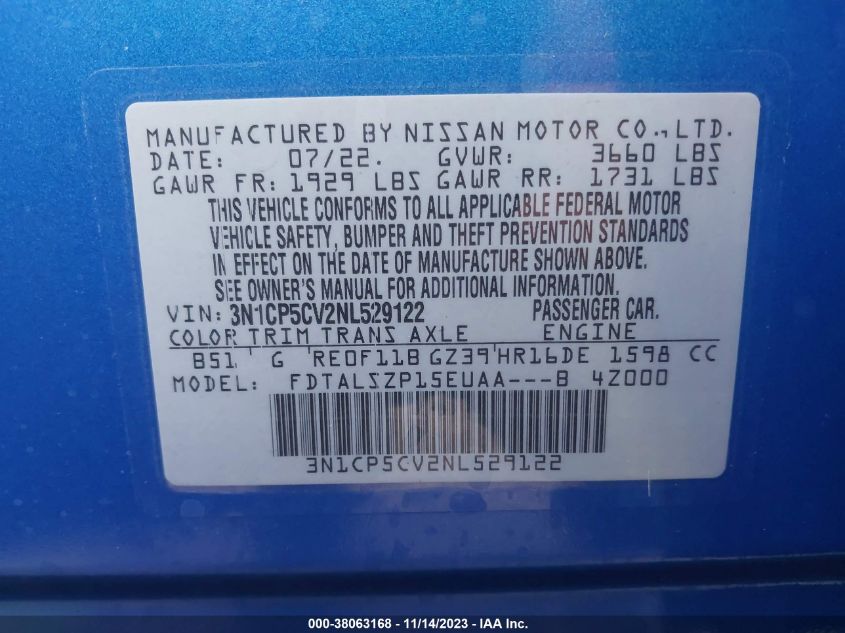 MANUFACTURED BY NISSAN MOTOR CO.,LTD.
DATE: 07/22. GVWR: 3660 LBS
GAWR FR: 1929 LBS GAWR RR: 1731 LBS
THIS VEHICLE CONFORMS TO ALL APPLICABLE FEDERAL MOTOR
VEHICLE SAFETY, BUMPER AND THEFT PREVENTION STANDARDS
IN EFFECT ON THE DATE OF MANUFACTURE SHOWN ABOVE.
SEE OWNER'S MANUAL FOR ADDITIONAL INFORMATION.
VIN: 3N1CP5CV2NL529122 PASSENGER CAR.
COLOR TRIM TRANS AXLE ENGINE
B51 G RE0F11B GZ39 HR16DE 1598 CC
MODEL: FDTALSZP15EUAA---B 4Z000
3N1CP5CV2NL529122
000-38063168 - 11/14/2023 - IAA Inc.